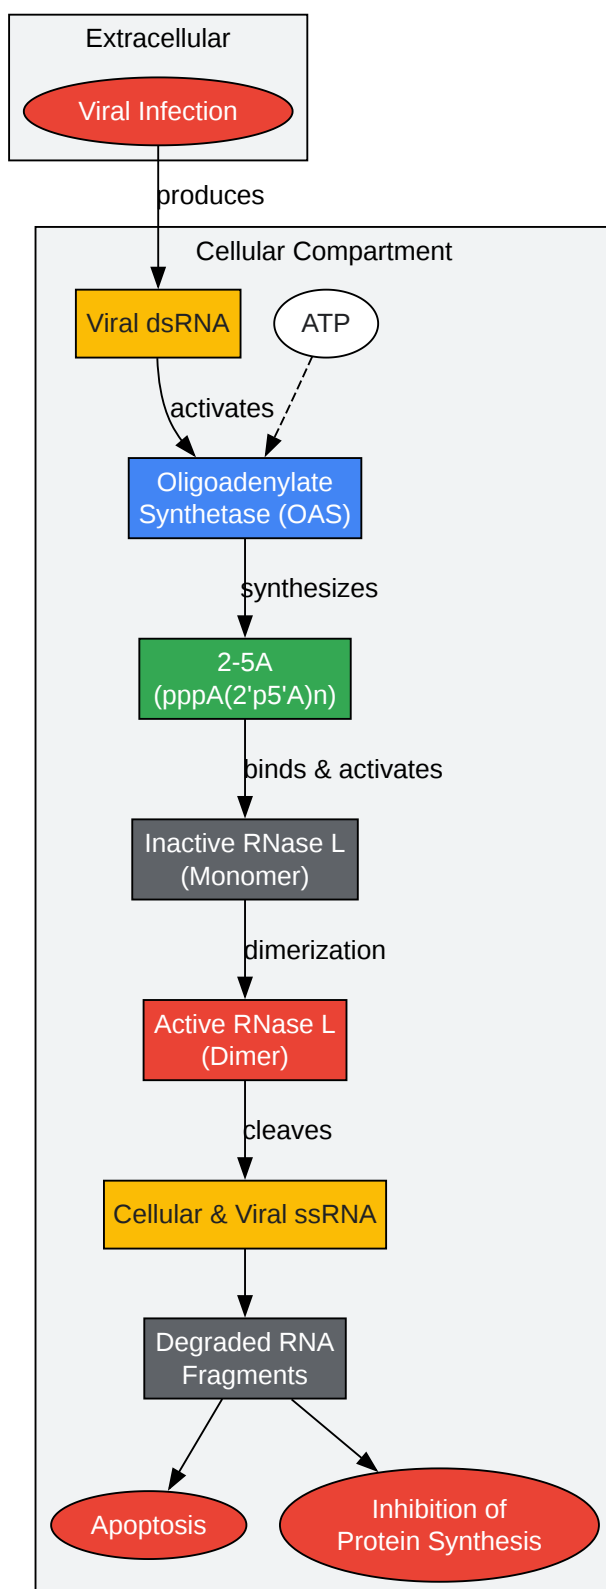 Extracellular
Viral Infection
produces
Cellular Compartment
Viral dsRNA
ATP
activates
Oligoadenylate
Synthetase (OAS)
synthesizes
2-5A
(pppA(2'p5'A)n)
binds & activates
Inactive RNase L
(Monomer)
dimerization
Active RNase L
(Dimer)
cleaves
Cellular & Viral ssRNA
Degraded RNA
Fragments
Apoptosis
Inhibition of
Protein Synthesis